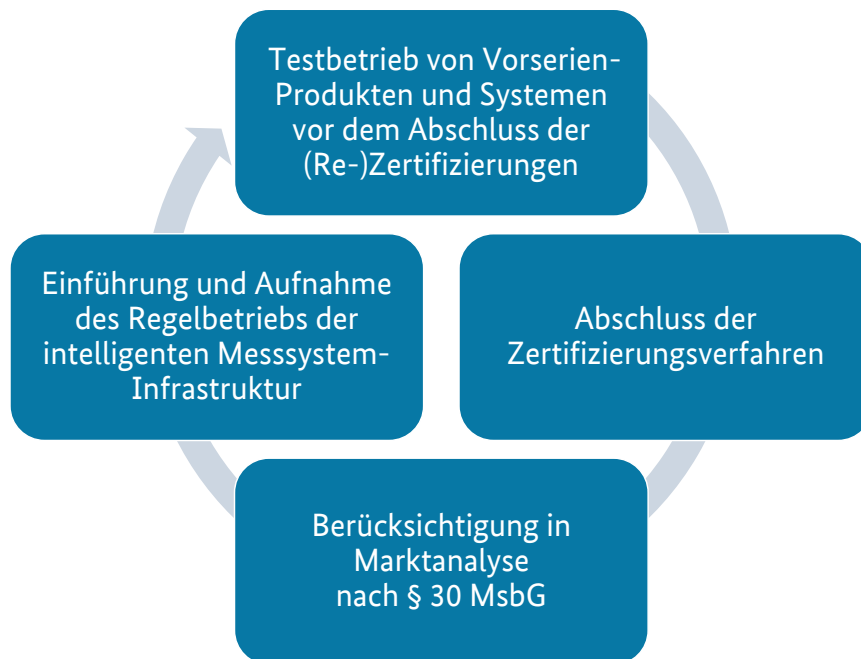 Testbetrieb von Vorserien-
Produkten und Systemen
vor dem Abschluss der
(Re-)Zertifizierungen
Einführung und Aufnahme
des Regelbetriebs der
intelligenten Messsystem-
Infrastruktur
Abschluss der
Zertifizierungsverfahren
Berücksichtigung in
Marktanalyse
nach § 30 MsbG